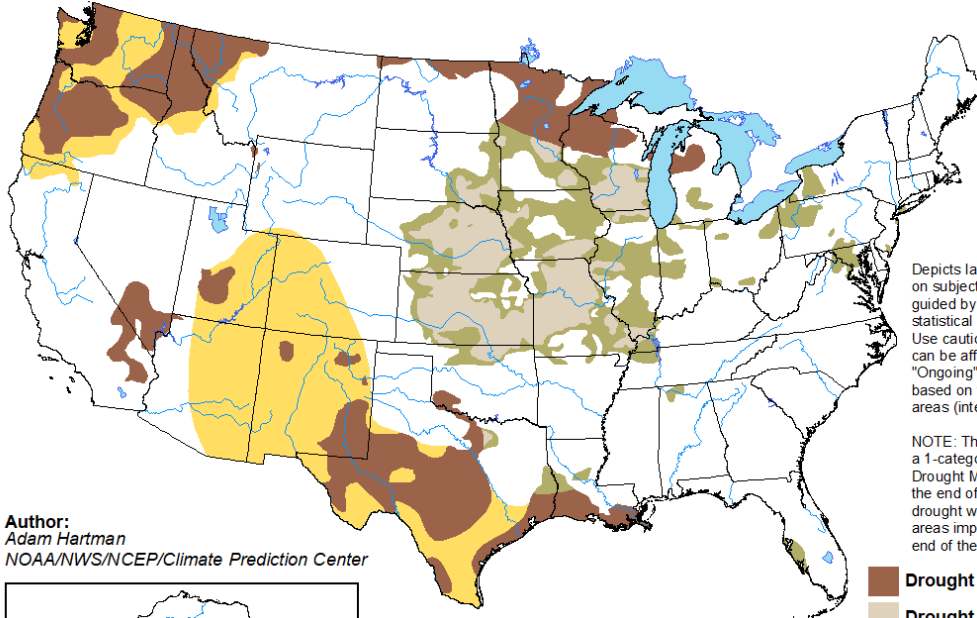 Depicts la
on subject
guided by
statistical
Use cautio
can be affe
"Ongoing"
based on
areas (inte
NOTE: Th
a 1-catego
Drought M
the end of
drought w
areas imp
end of the
Author:
Adam Hartman
NOAA/NWS/NCEP/Climate Prediction Center
Drought
Drought